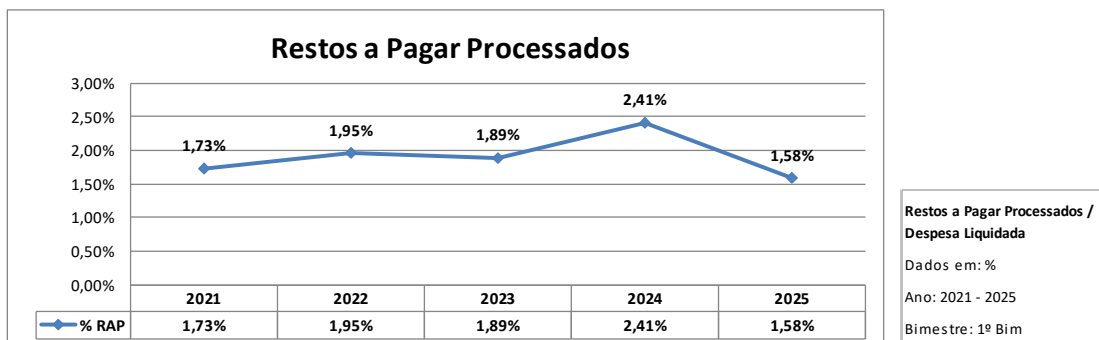 Restos a Pagar Processados
3,00%
2,50%
2,00%
1,50%
1,00%
0,50%
0,00%
1,73%
1,95%
1,89%
2,41%
1,58%
2021 2022 2023 2024 2025
% RAP 1,73% 1,95% 1,89% 2,41% 1,58%
Restos a Pagar Processados /
Despesa Liquidada
Dados em: %
Ano: 2021 - 2025
Bimestre: 1º Bim